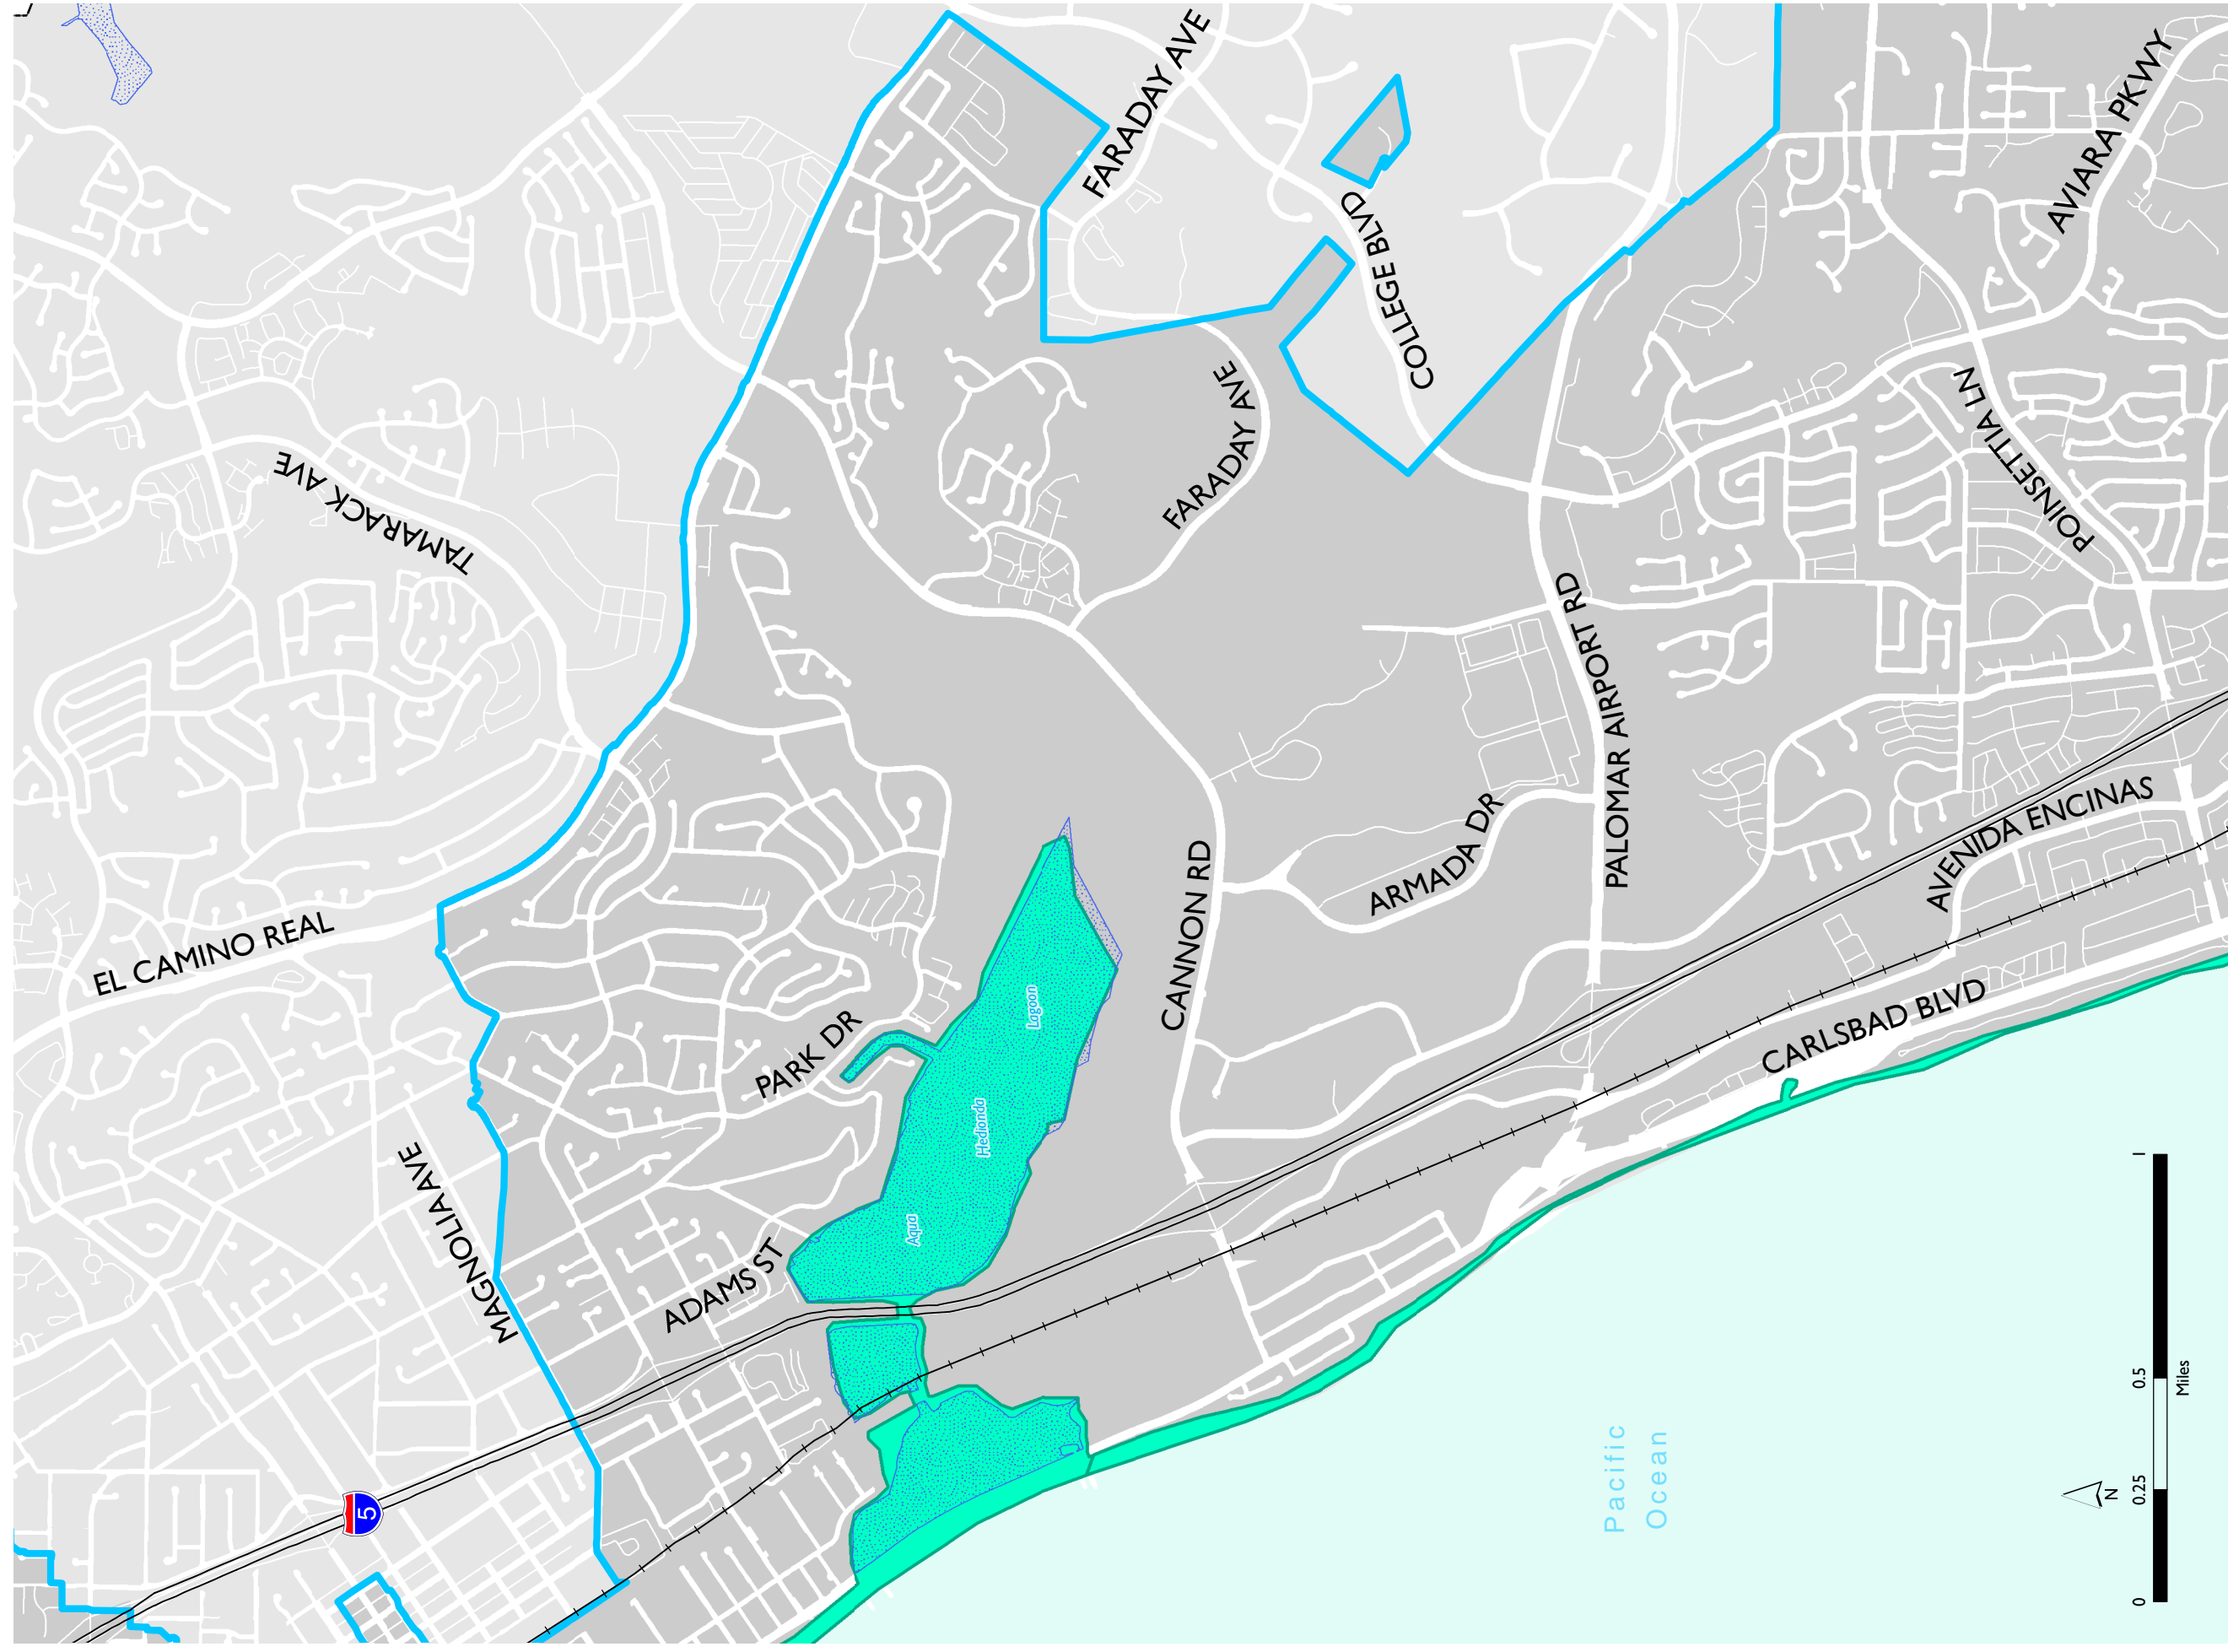 FARADAY AVE
AVIARA PKWY
COLLEGE BLVD
FARADAY AVE
POINSETTIA LN
TAMARACK AVE
PALOMAR AIRPORT RD
EL CAMINO REAL
CANNON RD
ARMADA DR
AVENIDA ENCINAS
PARK DR
Lagoon
Hedionda
Aqua
CARLSBAD BLVD
MAGNOLIA AVE
ADAMS ST
5
Pacific
Ocean
N
0 0.25 0.5 1
Miles